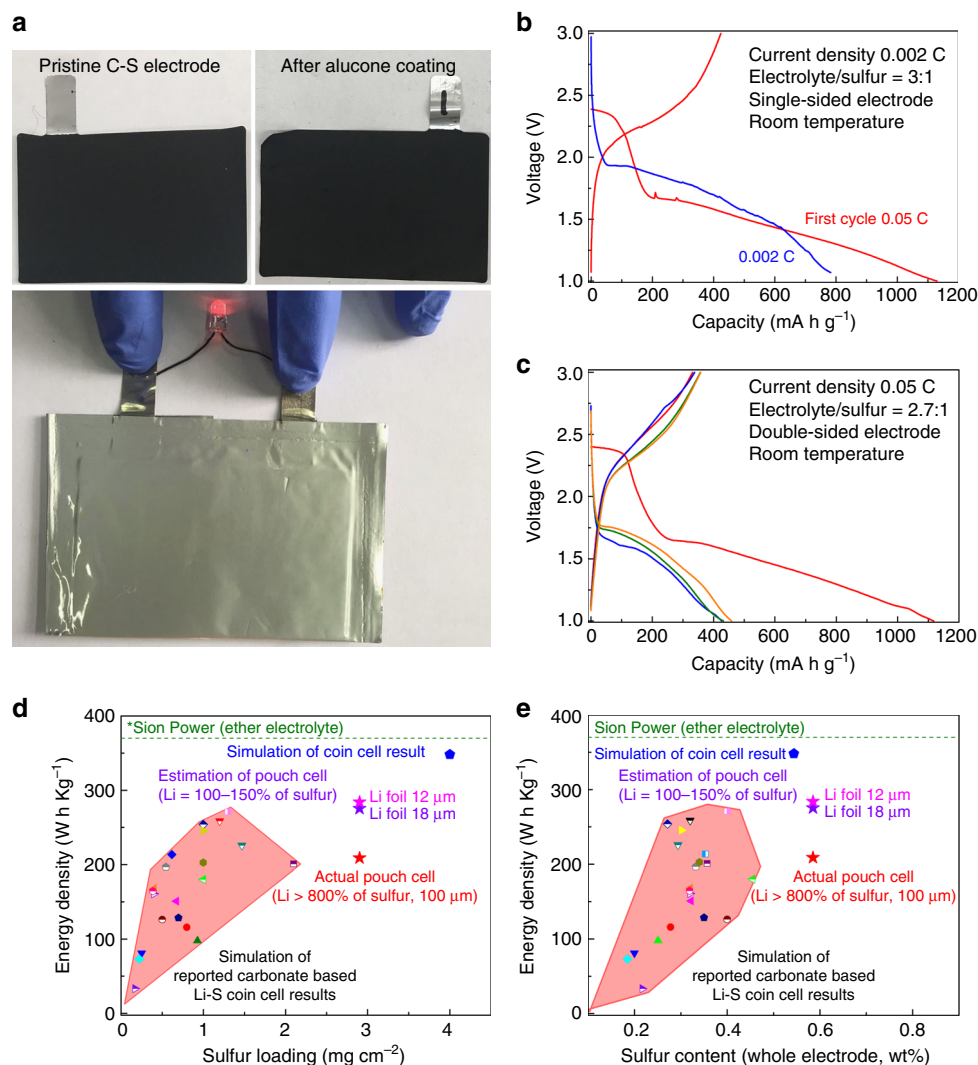 a
Pristine C-S electrode
After alucone coating
b
3.0
2.5
2.0
1.5
1.0
Voltage (V)
0
200
400
600
800
1000
1200
Capacity (mA h g⁻¹)
Current density 0.002 C
Electrolyte/sulfur = 3:1
Single-sided electrode
Room temperature
First cycle 0.05 C
0.002 C
c
3.0
2.5
2.0
1.5
1.0
Voltage (V)
0
200
400
600
800
1000
1200
Capacity (mA h g⁻¹)
Current density 0.05 C
Electrolyte/sulfur = 2.7:1
Double-sided electrode
Room temperature
d
400
300
200
100
0
Energy density (W h Kg⁻¹)
0
1
2
3
4
Sulfur loading (mg cm⁻²)
*Sion Power (ether electrolyte)
Simulation of coin cell result
Estimation of pouch cell
(Li = 100–150% of sulfur)
Li foil 12 μm
Li foil 18 μm
Actual pouch cell
(Li > 800% of sulfur, 100 μm)
Simulation of
reported carbonate based
Li-S coin cell results
e
400
300
200
100
0
Energy density (W h Kg⁻¹)
0.2
0.4
0.6
0.8
Sulfur content (whole electrode, wt%)
Sion Power (ether electrolyte)
Simulation of coin cell result
Estimation of pouch cell
(Li = 100–150% of sulfur)
Li foil 12 μm
Li foil 18 μm
Actual pouch cell
(Li > 800% of sulfur, 100 μm)
Simulation of
reported carbonate based
Li-S coin cell results